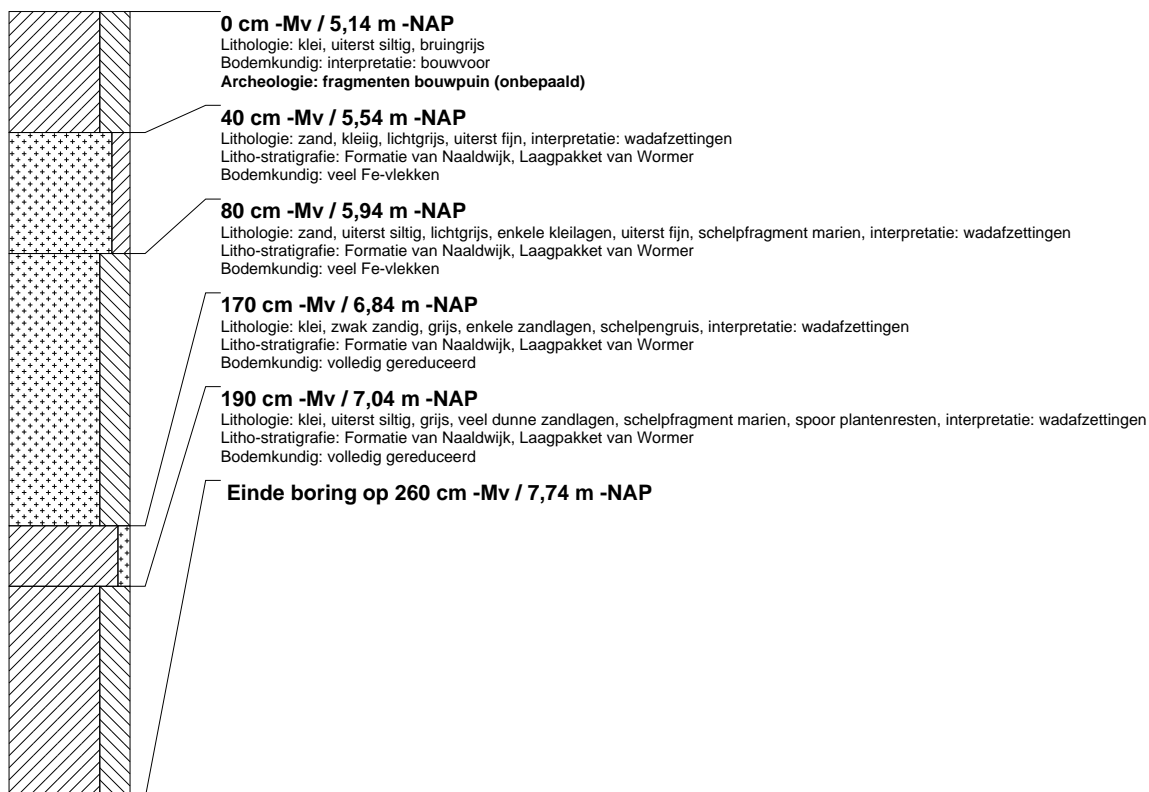 0 cm -Mv / 5,14 m -NAP
Lithologie: klei, uiterst siltig, bruingrijs
Bodemkundig: interpretatie: bouwvoor
Archeologie: fragmenten bouwpuin (onbepaald)
40 cm -Mv / 5,54 m -NAP
Lithologie: zand, kleiig, lichtgrijs, uiterst fijn, interpretatie: wadafzettingen
Litho-stratigrafie: Formatie van Naaldwijk, Laagpakket van Wormer
Bodemkundig: veel Fe-vlekken
80 cm -Mv / 5,94 m -NAP
Lithologie: zand, uiterst siltig, lichtgrijs, enkele kleilagen, uiterst fijn, schelpfragment marien, interpretatie: wadafzettingen
Litho-stratigrafie: Formatie van Naaldwijk, Laagpakket van Wormer
Bodemkundig: veel Fe-vlekken
170 cm -Mv / 6,84 m -NAP
Lithologie: klei, zwak zandig, grijs, enkele zandlagen, schelpengruis, interpretatie: wadafzettingen
Litho-stratigrafie: Formatie van Naaldwijk, Laagpakket van Wormer
Bodemkundig: volledig gereduceerd
190 cm -Mv / 7,04 m -NAP
Lithologie: klei, uiterst siltig, grijs, veel dunne zandlagen, schelpfragment marien, spoor plantenresten, interpretatie: wadafzettingen
Litho-stratigrafie: Formatie van Naaldwijk, Laagpakket van Wormer
Bodemkundig: volledig gereduceerd
Einde boring op 260 cm -Mv / 7,74 m -NAP